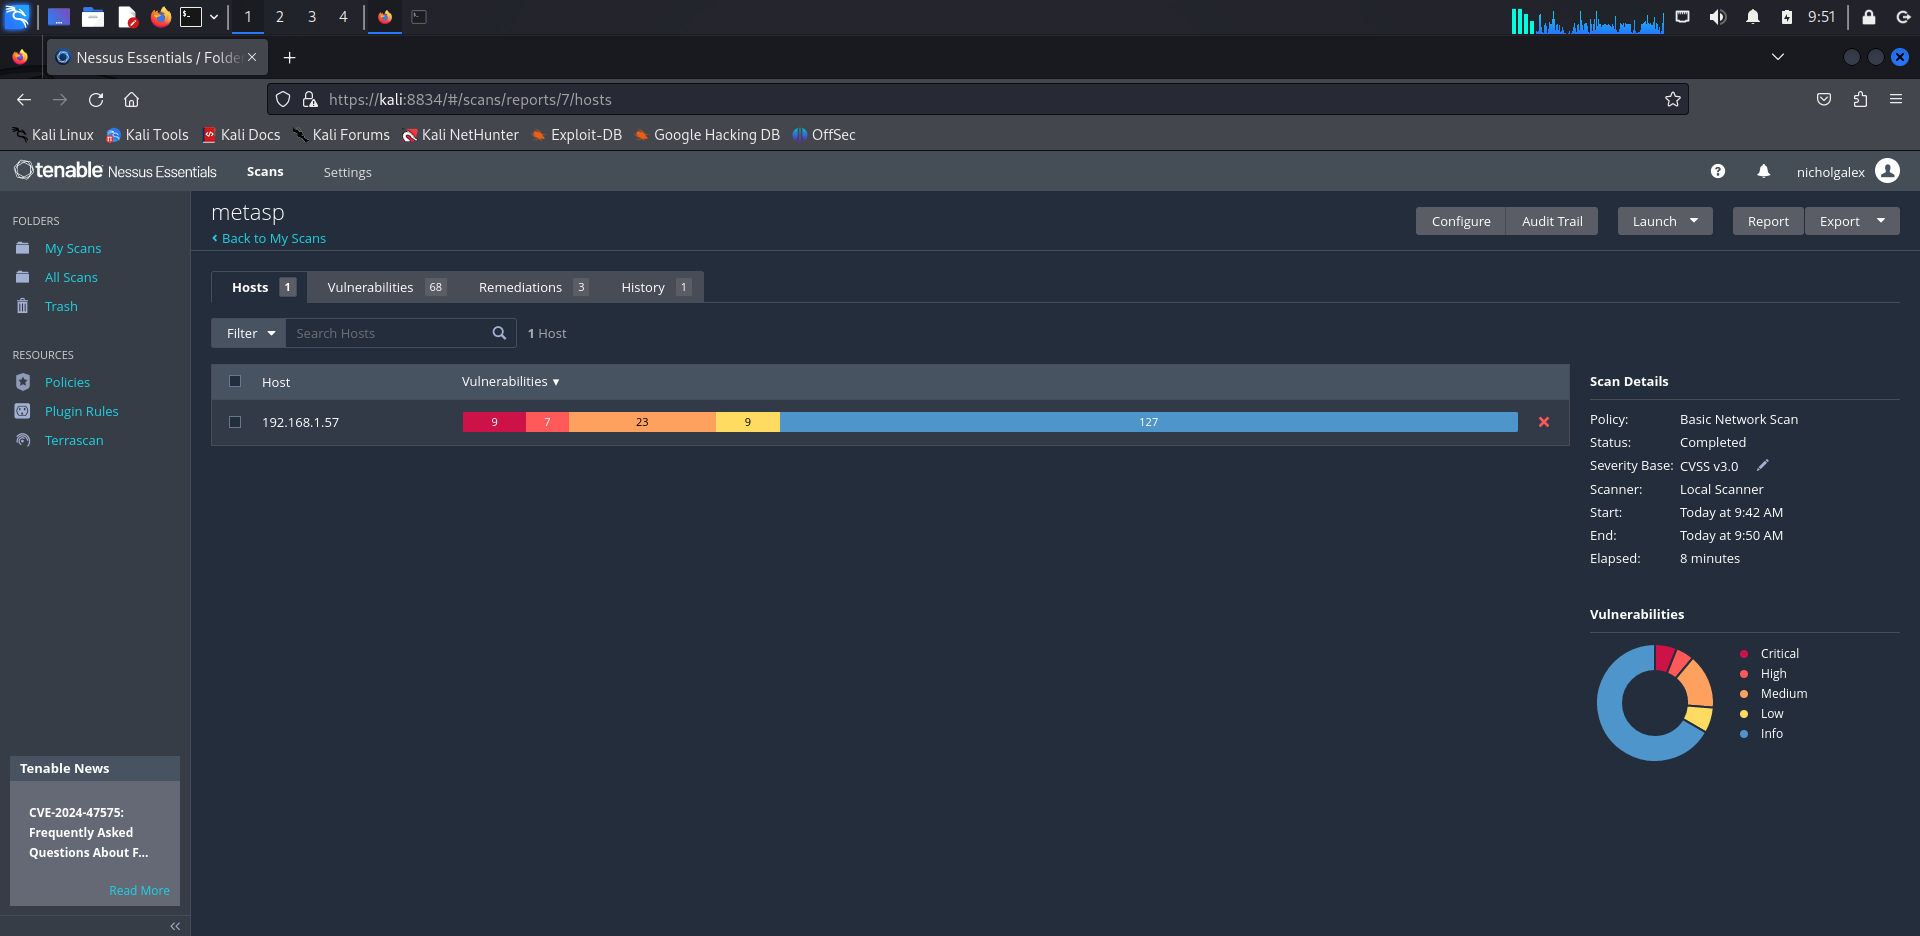 1 2 3 4 9:51
Nessus Essentials / Folde
https://kali:8834/#/scans/reports/7/hosts
Kali Linux Kali Tools Kali Docs Kali Forums Kali NetHunter Exploit-DB Google Hacking DB OffSec
tenable Nessus Essentials Scans Settings nicholgalex
FOLDERS
My Scans
All Scans
Trash
RESOURCES
Policies
Plugin Rules
Terrascan
Tenable News
CVE-2024-47575:
Frequently Asked
Questions About F...
Read More
metasp
Back to My Scans
Configure Audit Trail Launch Report Export
Hosts 1 Vulnerabilities 68 Remediations 3 History 1
Filter Search Hosts 1 Host
Host Vulnerabilities
192.168.1.57 9 7 23 9 127
Scan Details
Policy: Basic Network Scan
Status: Completed
Severity Base: CVSS v3.0
Scanner: Local Scanner
Start: Today at 9:42 AM
End: Today at 9:50 AM
Elapsed: 8 minutes
Vulnerabilities
Critical
High
Medium
Low
Info